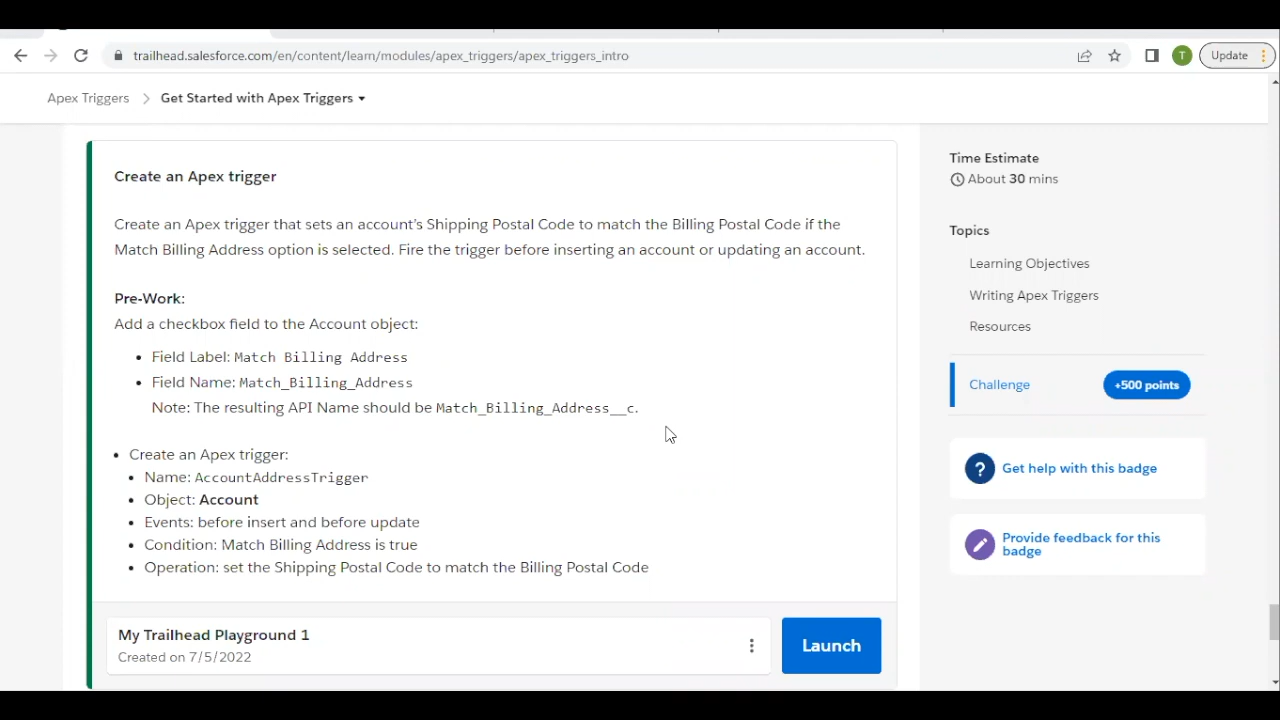 trailhead.salesforce.com/en/content/learn/modules/apex_triggers/apex_triggers_intro
T
Update
Apex Triggers
Get Started with Apex Triggers
Create an Apex trigger
Create an Apex trigger that sets an account's Shipping Postal Code to match the Billing Postal Code if the
Match Billing Address option is selected. Fire the trigger before inserting an account or updating an account.
Pre-Work:
Add a checkbox field to the Account object:
• Field Label: Match Billing Address
• Field Name: Match_Billing_Address
Note: The resulting API Name should be Match_Billing_Address__c.
• Create an Apex trigger:
• Name: AccountAddressTrigger
• Object: Account
• Events: before insert and before update
• Condition: Match Billing Address is true
• Operation: set the Shipping Postal Code to match the Billing Postal Code
My Trailhead Playground 1
Created on 7/5/2022
Launch
Time Estimate
About 30 mins
Topics
Learning Objectives
Writing Apex Triggers
Resources
Challenge
+500 points
? Get help with this badge
Provide feedback for this
badge